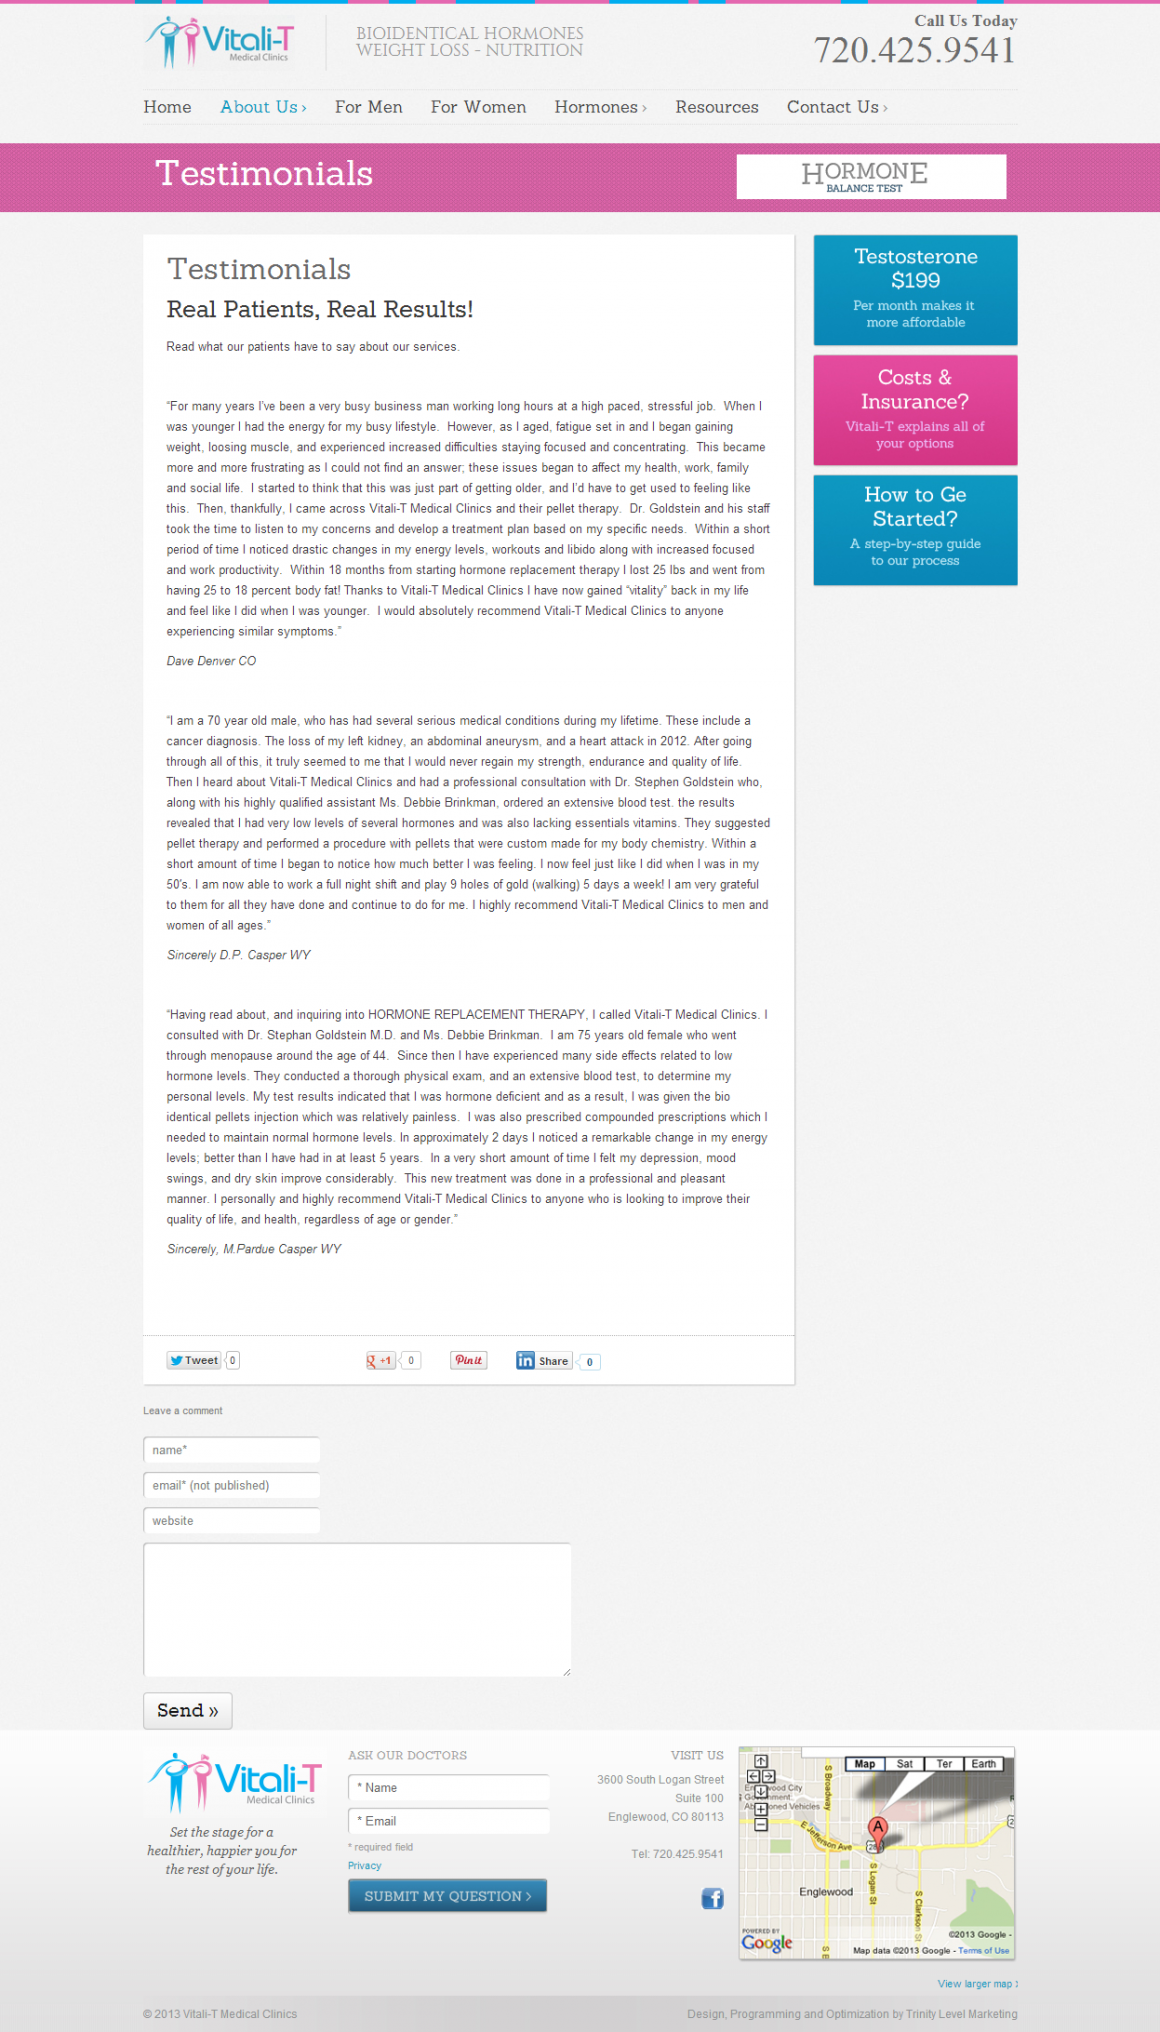 Vitali-T
Medical Clinics
BIOIDENTICAL HORMONES
WEIGHT LOSS - NUTRITION
Call Us Today
720.425.9541
Home About Us › For Men For Women Hormones › Resources Contact Us ›
Testimonials
HORMONE
BALANCE TEST
Testimonials
Real Patients, Real Results!
Read what our patients have to say about our services.
“For many years I’ve been a very busy business man working long hours at a high paced, stressful job. When I
was younger I had the energy for my busy lifestyle. However, as I aged, fatigue set in and I began gaining
weight, loosing muscle, and experienced increased difficulties staying focused and concentrating. This became
more and more frustrating as I could not find an answer; these issues began to affect my health, work, family
and social life. I started to think that this was just part of getting older, and I’d have to get used to feeling like
this. Then, thankfully, I came across Vitali-T Medical Clinics and their pellet therapy. Dr. Goldstein and his staff
took the time to listen to my concerns and develop a treatment plan based on my specific needs. Within a short
period of time I noticed drastic changes in my energy levels, workouts and libido along with increased focused
and work productivity. Within 18 months from starting hormone replacement therapy I lost 25 lbs and went from
having 25 to 18 percent body fat! Thanks to Vitali-T Medical Clinics I have now gained “vitality” back in my life
and feel like I did when I was younger. I would absolutely recommend Vitali-T Medical Clinics to anyone
experiencing similar symptoms.”
Dave Denver CO
“I am a 70 year old male, who has had several serious medical conditions during my lifetime. These include a
cancer diagnosis. The loss of my left kidney, an abdominal aneurysm, and a heart attack in 2012. After going
through all of this, it truly seemed to me that I would never regain my strength, endurance and quality of life.
Then I heard about Vitali-T Medical Clinics and had a professional consultation with Dr. Stephen Goldstein who,
along with his highly qualified assistant Ms. Debbie Brinkman, ordered an extensive blood test. the results
revealed that I had very low levels of several hormones and was also lacking essentials vitamins. They suggested
pellet therapy and performed a procedure with pellets that were custom made for my body chemistry. Within a
short amount of time I began to notice how much better I was feeling. I now feel just like I did when I was in my
50’s. I am now able to work a full night shift and play 9 holes of gold (walking) 5 days a week! I am very grateful
to them for all they have done and continue to do for me. I highly recommend Vitali-T Medical Clinics to men and
women of all ages.”
Sincerely D.P. Casper WY
“Having read about, and inquiring into HORMONE REPLACEMENT THERAPY, I called Vitali-T Medical Clinics. I
consulted with Dr. Stephan Goldstein M.D. and Ms. Debbie Brinkman. I am 75 years old female who went
through menopause around the age of 44. Since then I have experienced many side effects related to low
hormone levels. They conducted a thorough physical exam, and an extensive blood test, to determine my
personal levels. My test results indicated that I was hormone deficient and as a result, I was given the bio
identical pellets injection which was relatively painless. I was also prescribed compounded prescriptions which I
needed to maintain normal hormone levels. In approximately 2 days I noticed a remarkable change in my energy
levels; better than I have had in at least 5 years. In a very short amount of time I felt my depression, mood
swings, and dry skin improve considerably. This new treatment was done in a professional and pleasant
manner. I personally and highly recommend Vitali-T Medical Clinics to anyone who is looking to improve their
quality of life, and health, regardless of age or gender.”
Sincerely, M.Pardue Casper WY
Testosterone
$199
Per month makes it
more affordable
Costs &
Insurance?
Vitali-T explains all of
your options
How to Ge
Started?
A step-by-step guide
to our process
Tweet 0 +1 0 Pin it in Share 0
Leave a comment
name*
email* (not published)
website
Send »
Vitali-T
Medical Clinics
Set the stage for a
healthier, happier you for
the rest of your life.
ASK OUR DOCTORS
* Name
* Email
* required field
Privacy
SUBMIT MY QUESTION ›
VISIT US
3600 South Logan Street
Suite 100
Englewood, CO 80113
Tel: 720.425.9541
Map Sat Ter Earth
S Broadway
E Jefferson Ave
A
S Logan St
Englewood
S Clarkson St
POWERED BY
Google
©2013 Google -
Map data ©2013 Google - Terms of Use
View larger map ›
© 2013 Vitali-T Medical Clinics
Design, Programming and Optimization by Trinity Level Marketing